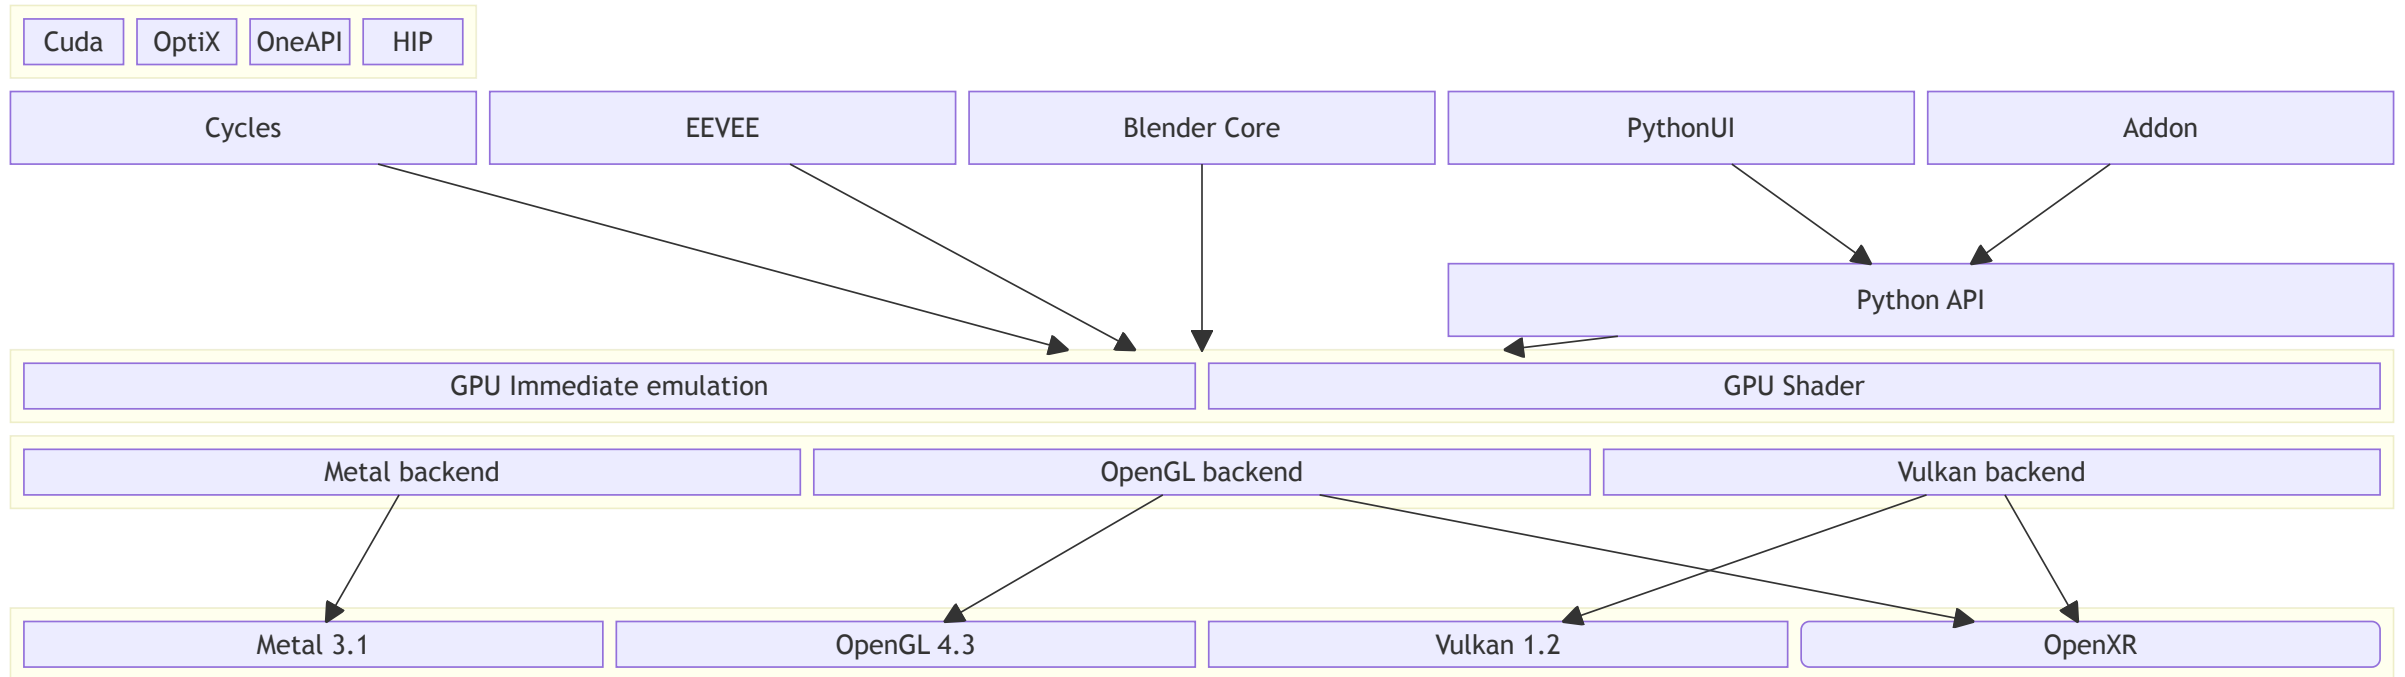 Cuda
OptiX
OneAPI
HIP
Cycles
EEVEE
Blender Core
PythonUI
Addon
Python API
GPU Immediate emulation
GPU Shader
Metal backend
OpenGL backend
Vulkan backend
Metal 3.1
OpenGL 4.3
Vulkan 1.2
OpenXR